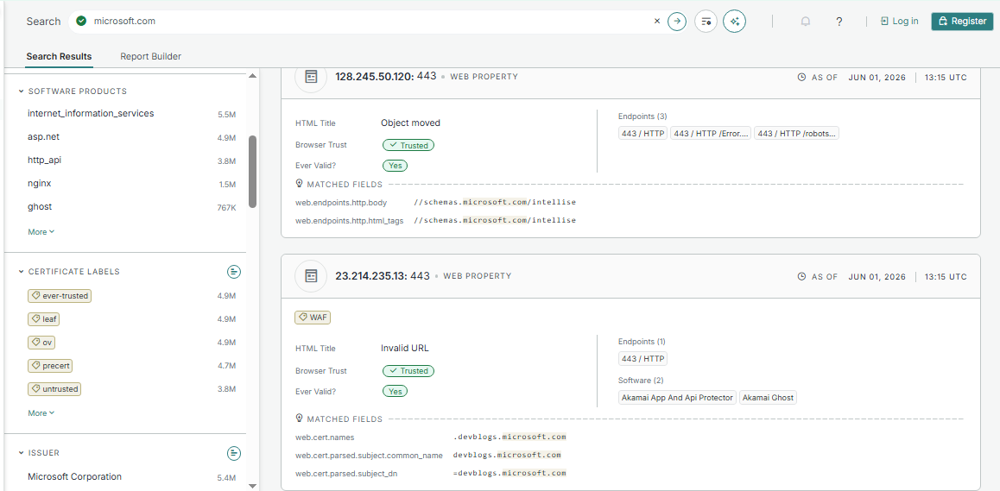 Search microsoft.com × ? Log in Register
Search Results Report Builder
SOFTWARE PRODUCTS
internet_information_services 5.5M
asp.net 4.9M
http_api 3.8M
nginx 1.5M
ghost 767K
More
CERTIFICATE LABELS
ever-trusted 4.9M
leaf 4.9M
ov 4.9M
precert 4.7M
untrusted 3.8M
More
ISSUER
Microsoft Corporation 5.4M
128.245.50.120: 443 • WEB PROPERTY AS OF JUN 01, 2026 | 13:15 UTC
HTML Title Object moved
Browser Trust Trusted
Ever Valid? Yes
Endpoints (3)
443 / HTTP 443 / HTTP /Error.... 443 / HTTP /robots...
MATCHED FIELDS
web.endpoints.http.body //schemas.microsoft.com/intellise
web.endpoints.http.html_tags //schemas.microsoft.com/intellise
23.214.235.13: 443 • WEB PROPERTY AS OF JUN 01, 2026 | 13:15 UTC
WAF
HTML Title Invalid URL
Browser Trust Trusted
Ever Valid? Yes
Endpoints (1)
443 / HTTP
Software (2)
Akamai App And Api Protector Akamai Ghost
MATCHED FIELDS
web.cert.names .devblogs.microsoft.com
web.cert.parsed.subject.common_name devblogs.microsoft.com
web.cert.parsed.subject_dn =devblogs.microsoft.com